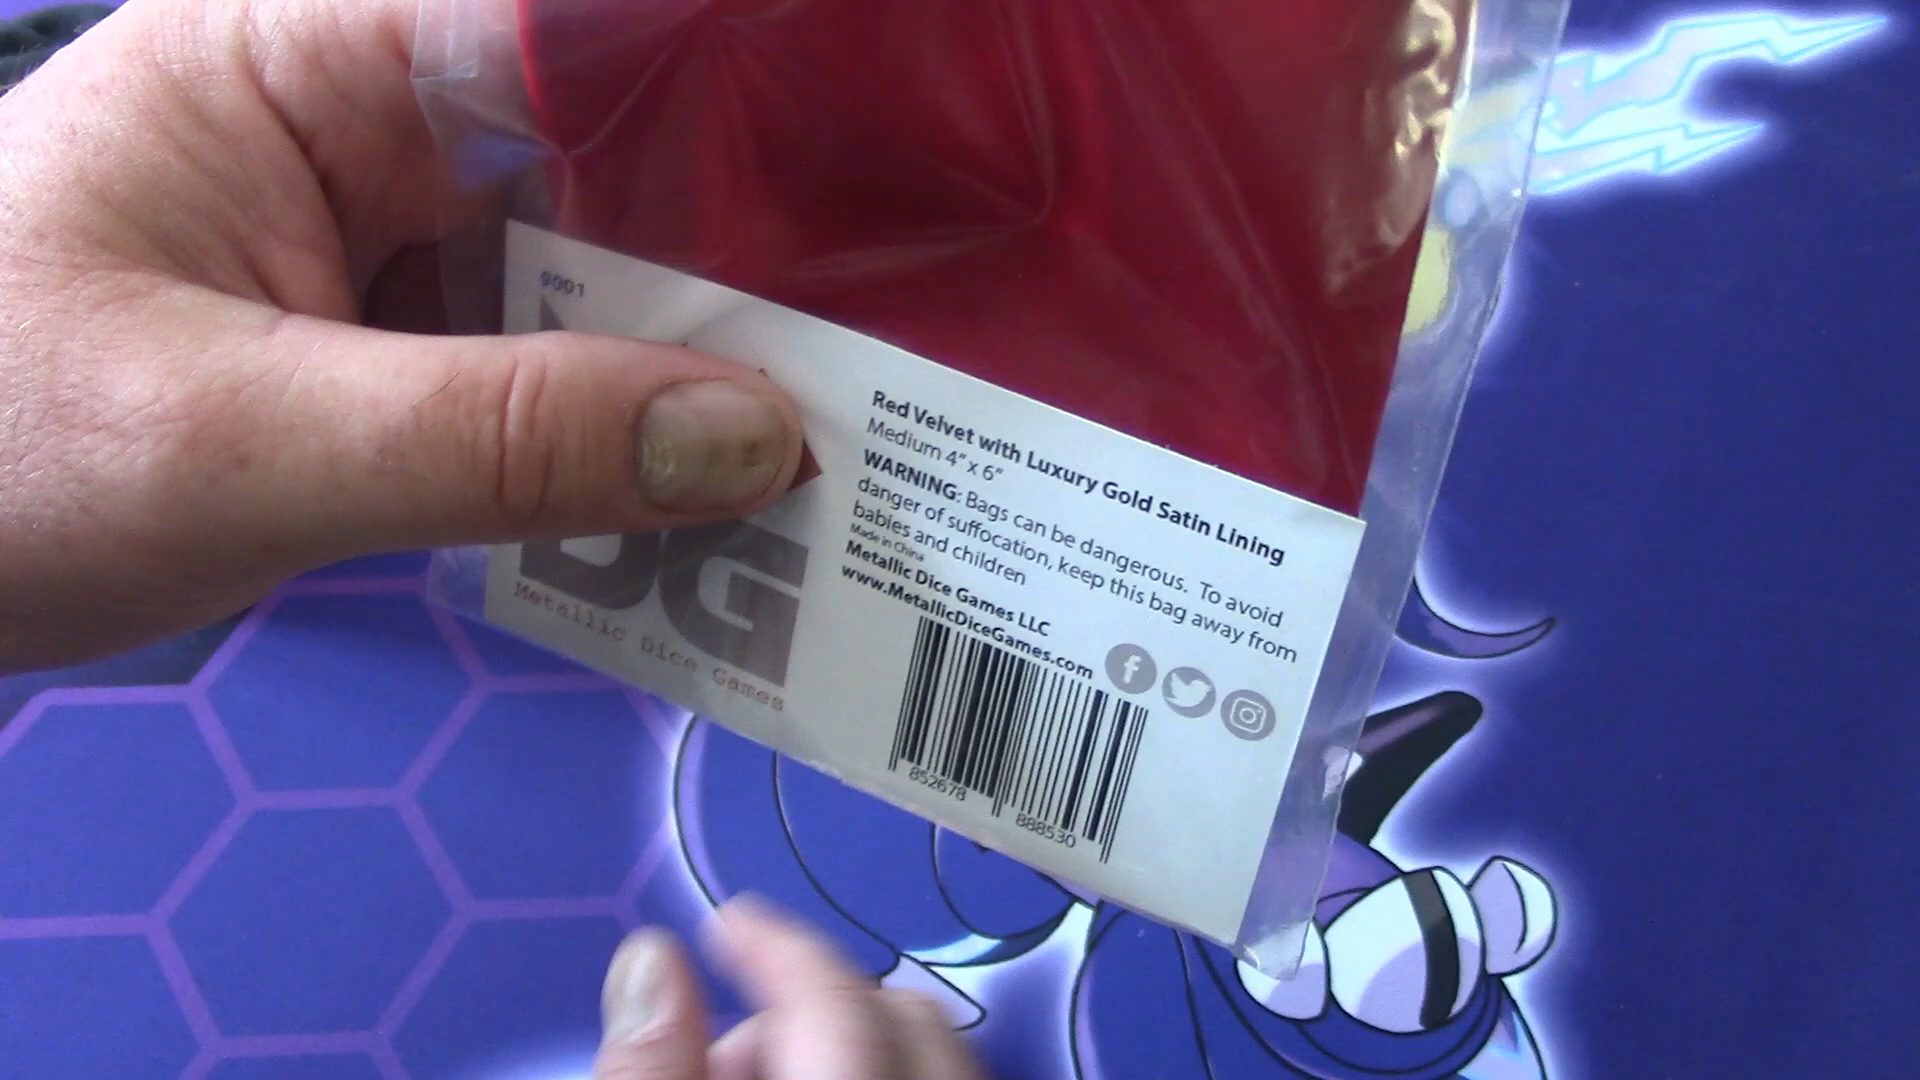 9001
DG
Metallic Dice Games
Red Velvet with Luxury Gold Satin Lining
Medium 4" x 6"
WARNING: Bags can be dangerous. To avoid
danger of suffocation, keep this bag away from
babies and children
Made in China
Metallic Dice Games LLC
www.MetallicDiceGames.com
852678 888530